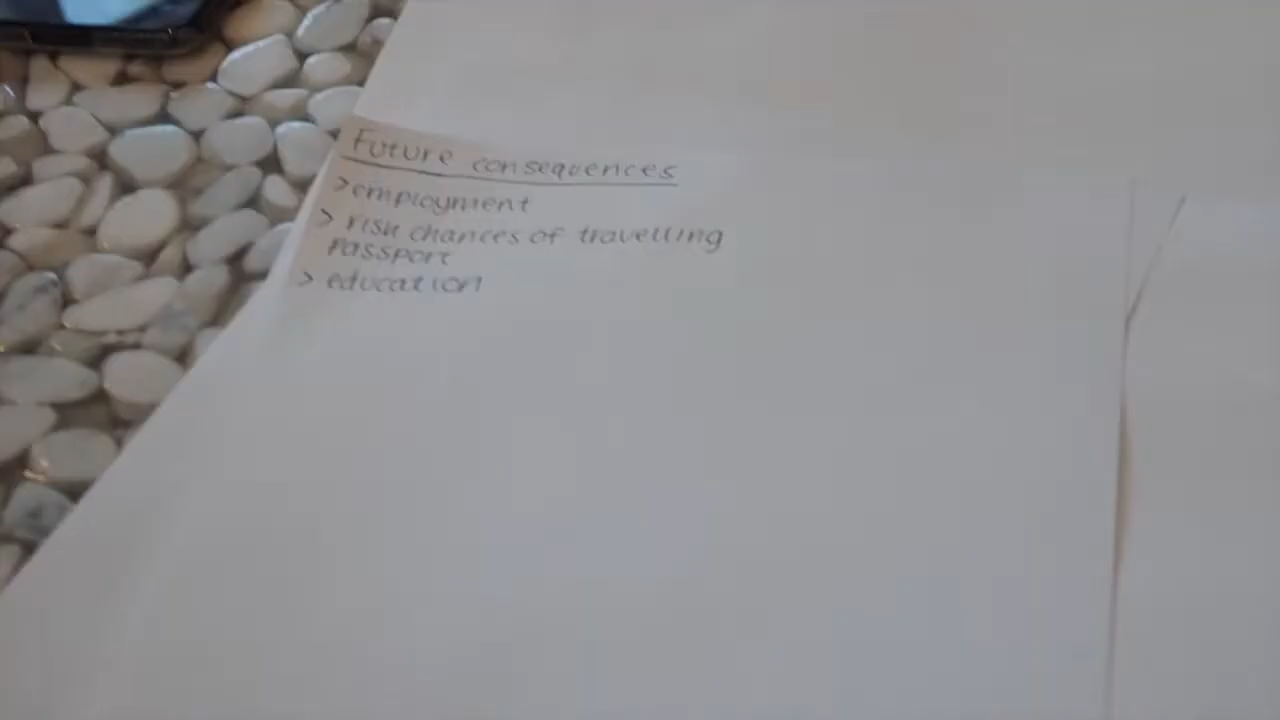 Future consequences
> employment
> risk chances of travelling
Passport
> education